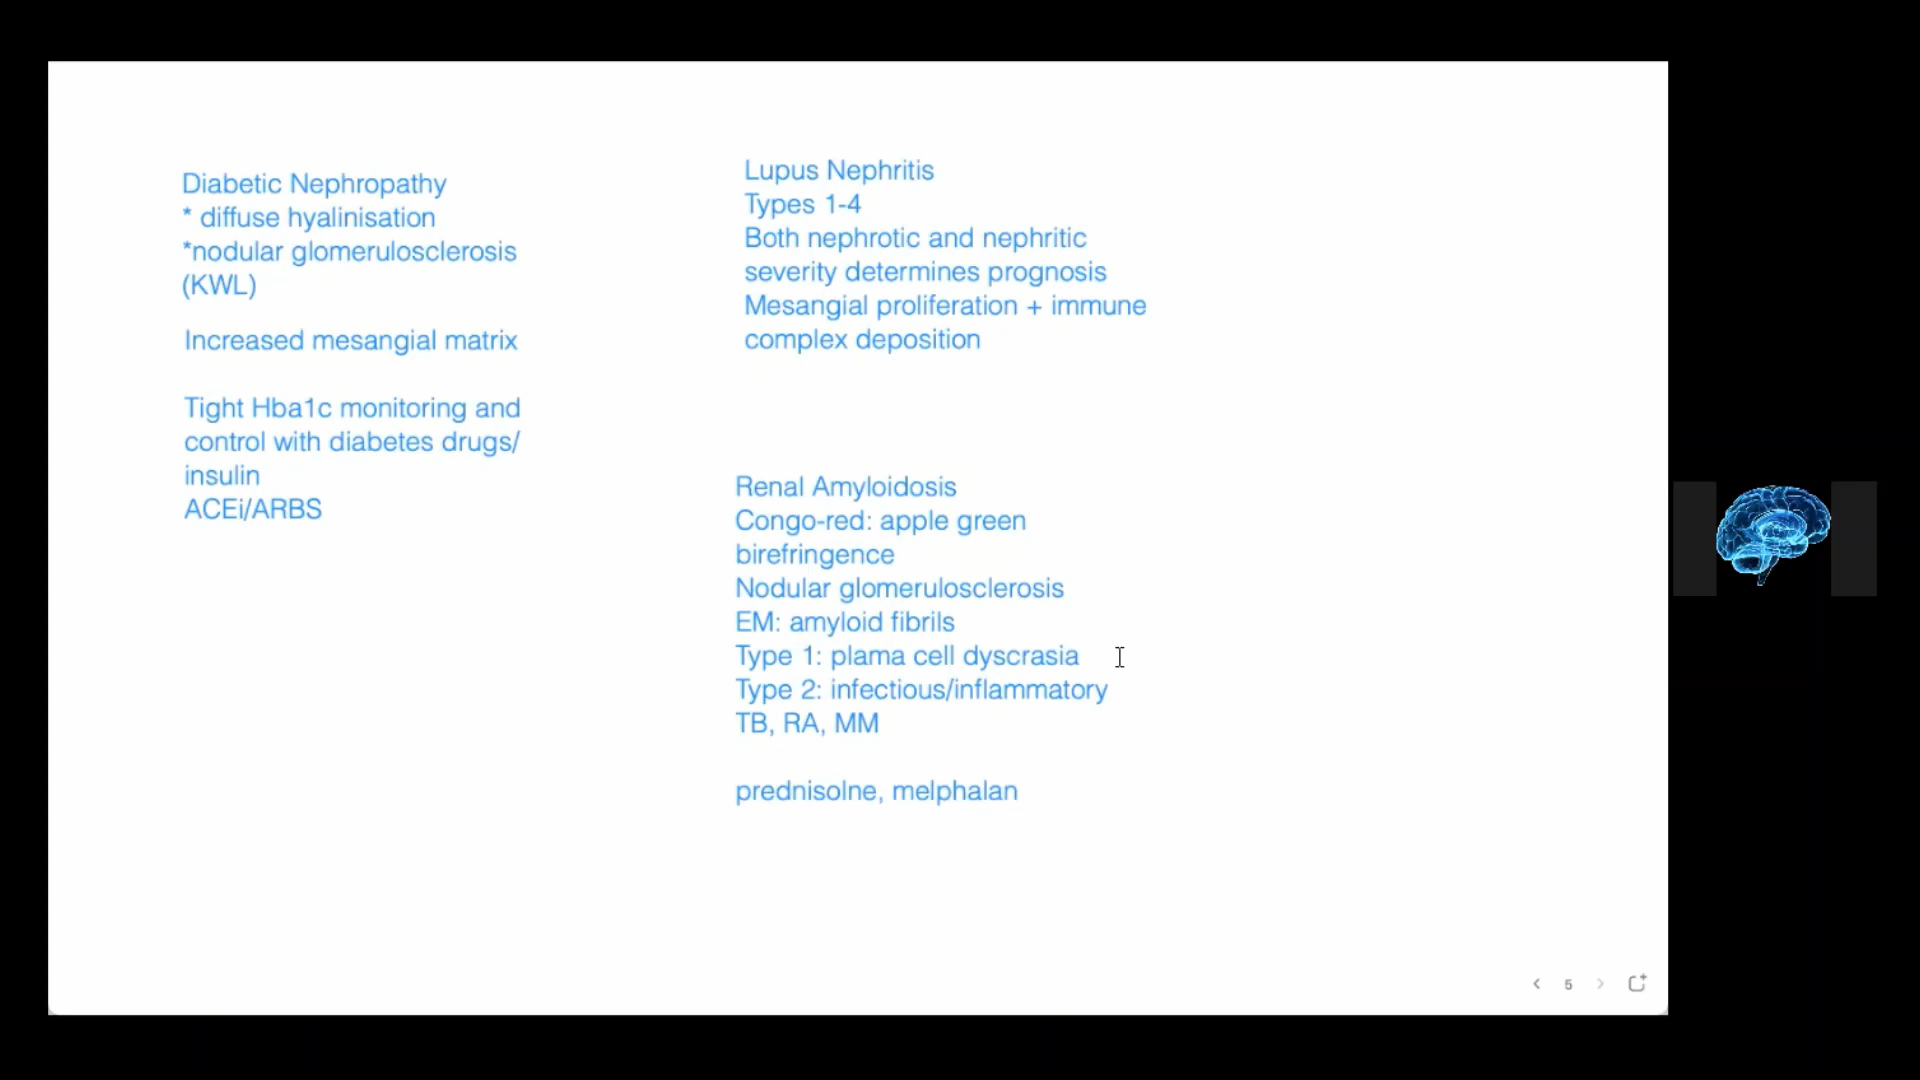 Diabetic Nephropathy
* diffuse hyalinisation
*nodular glomerulosclerosis
(KWL)
Increased mesangial matrix
Tight Hba1c monitoring and
control with diabetes drugs/
insulin
ACEi/ARBS
Lupus Nephritis
Types 1-4
Both nephrotic and nephritic
severity determines prognosis
Mesangial proliferation + immune
complex deposition
Renal Amyloidosis
Congo-red: apple green
birefringence
Nodular glomerulosclerosis
EM: amyloid fibrils
Type 1: plama cell dyscrasia
Type 2: infectious/inflammatory
TB, RA, MM
prednisolne, melphalan
5